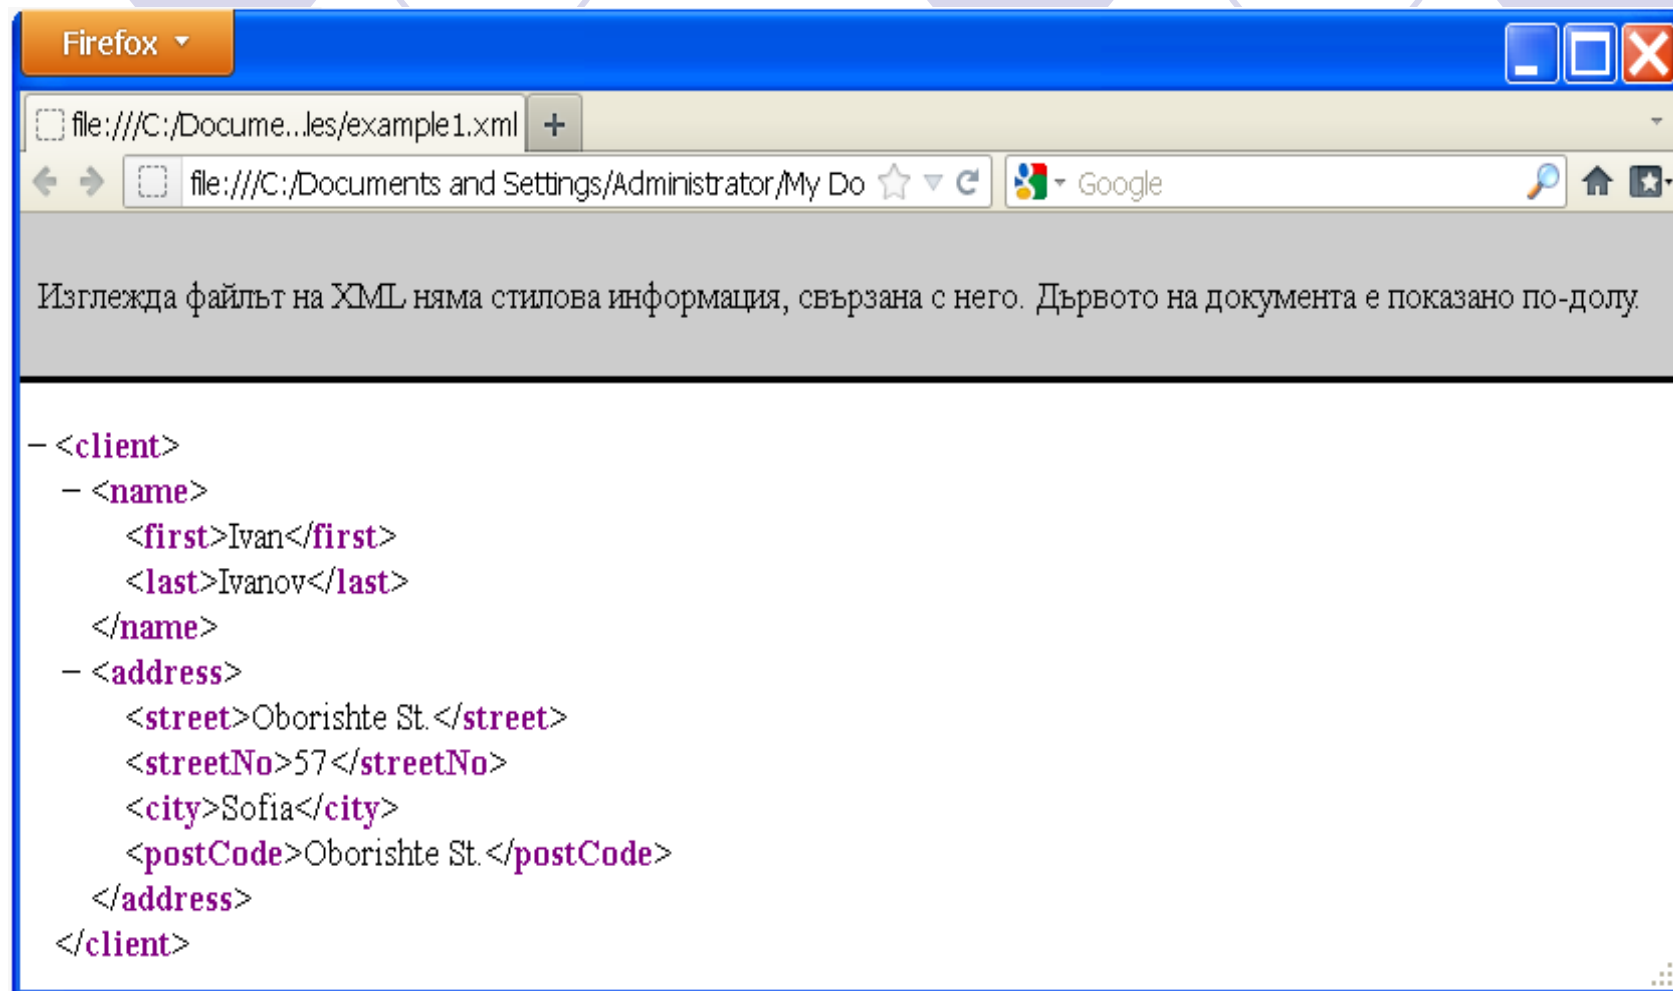 Firefox
file:///C:/Docume...les/example1.xml +
file:///C:/Documents and Settings/Administrator/My Do Google
Изглежда файлът на XML няма стилова информация, свързана с него. Дървото на документа е показано по-долу.
– <client>
– <name>
<first>Ivan</first>
<last>Ivanov</last>
</name>
– <address>
<street>Oborishte St.</street>
<streetNo>57</streetNo>
<city>Sofia</city>
<postCode>Oborishte St.</postCode>
</address>
</client>